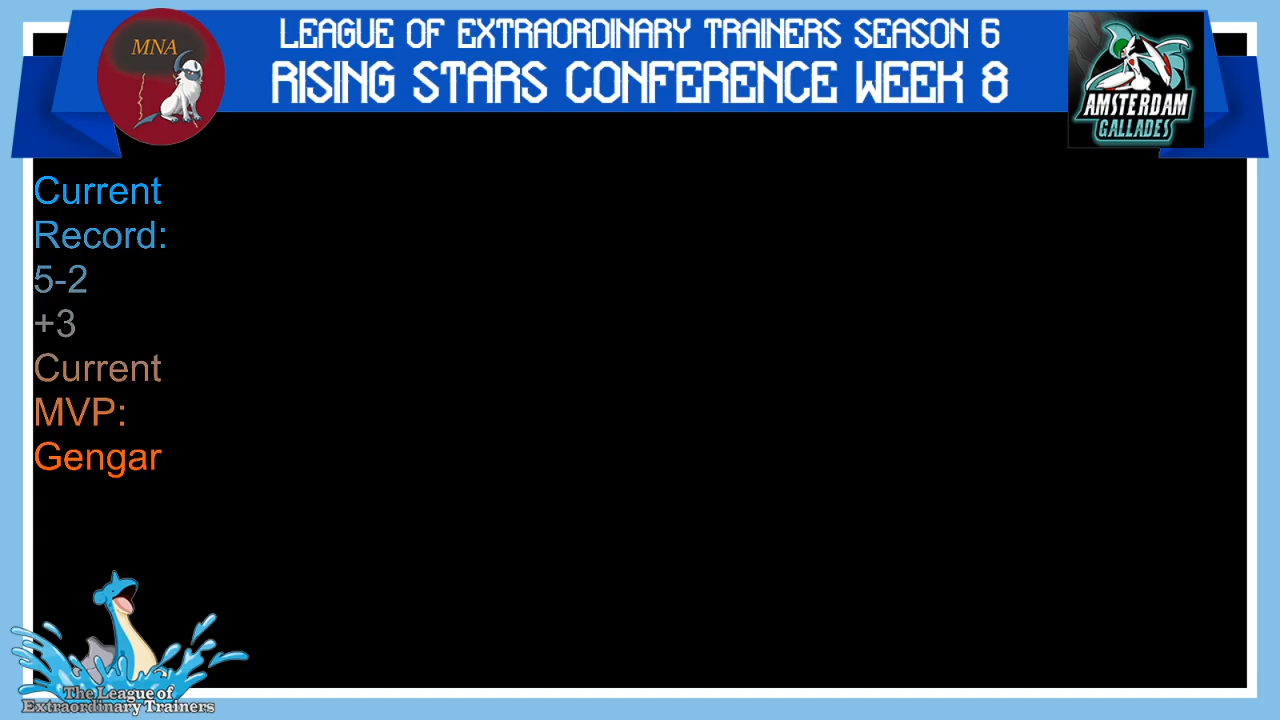 LEAGUE OF EXTRAORDINARY TRAINERS SEASON 5
RISING STARS CONFERENCE WEEK 8
MNA
AMSTERDAM
GALLADES
Current
Record:
5-2
+3
Current
MVP:
Gengar
The League of
Extraordinary Trainers